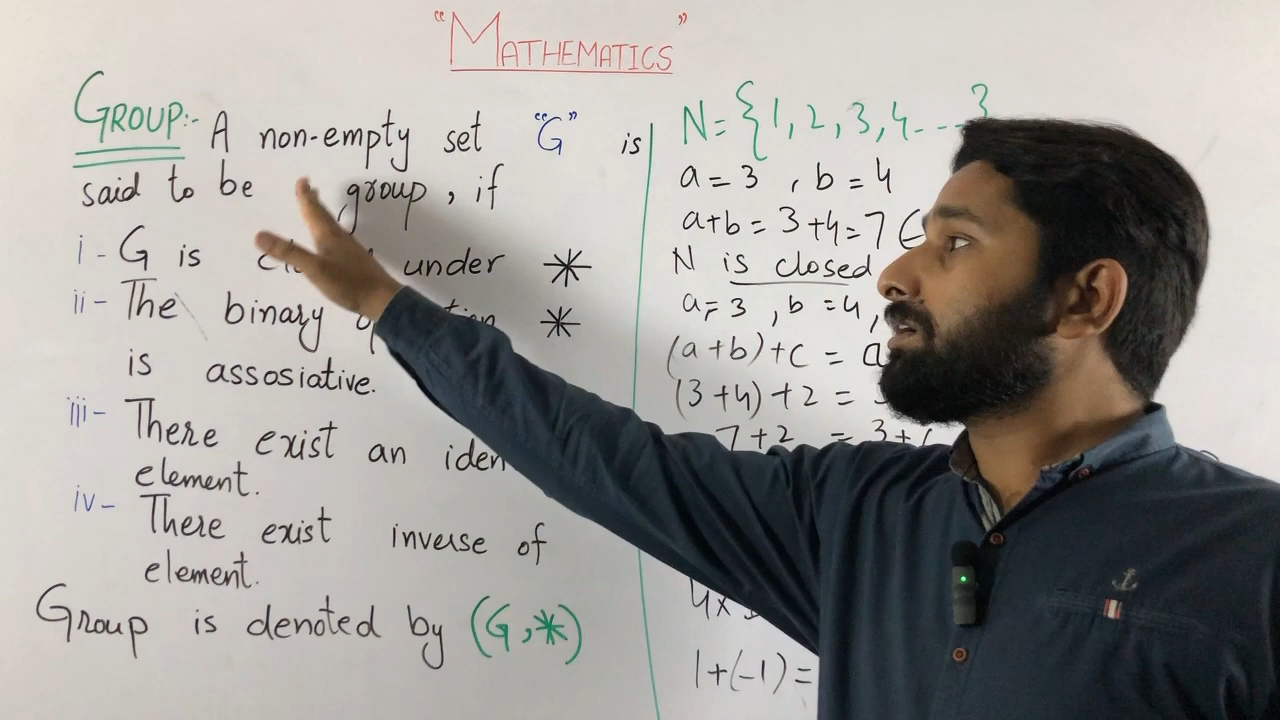 "MATHEMATICS"
GROUP:- A non-empty set "G" is
said to be group, if
i - G is under *
ii - The binary *
is assosiative.
iii - There exist an
element.
iv - There exist inverse of
element.
Group is denoted by (G,*)
N = {1, 2, 3, 4 - - -}
a = 3 , b = 4
a+b = 3+4 = 7 ∈
N is closed
a = 3 , b = 4,
(a+b)+c = a
(3+4)+2 =
7+2 = 3+
1+(-1) =